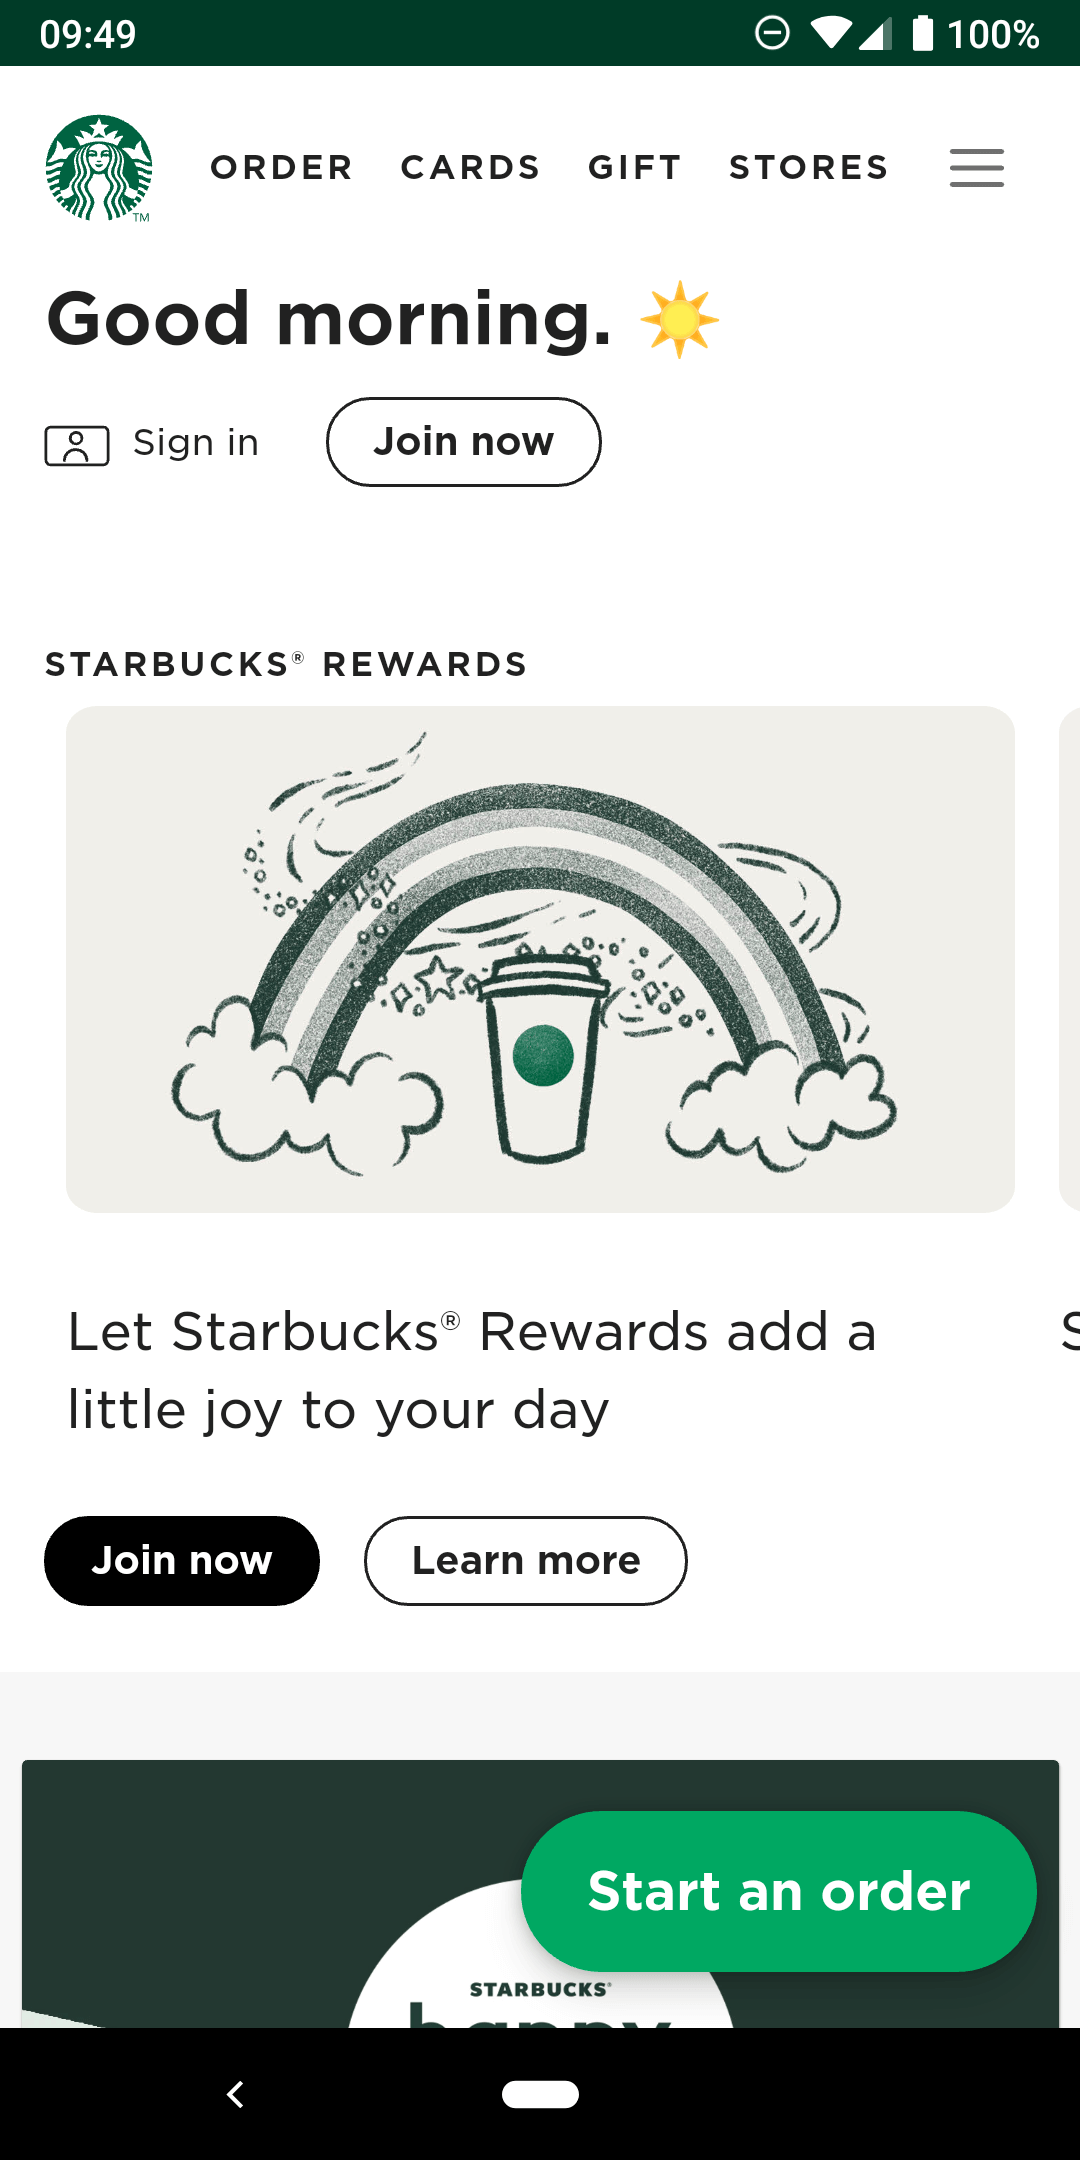 09:49 100%
TM
ORDER CARDS GIFT STORES
Good morning.
Sign in Join now
STARBUCKS® REWARDS
Let Starbucks® Rewards add a S
little joy to your day
Join now Learn more
Start an order
STARBUCKS®
happy